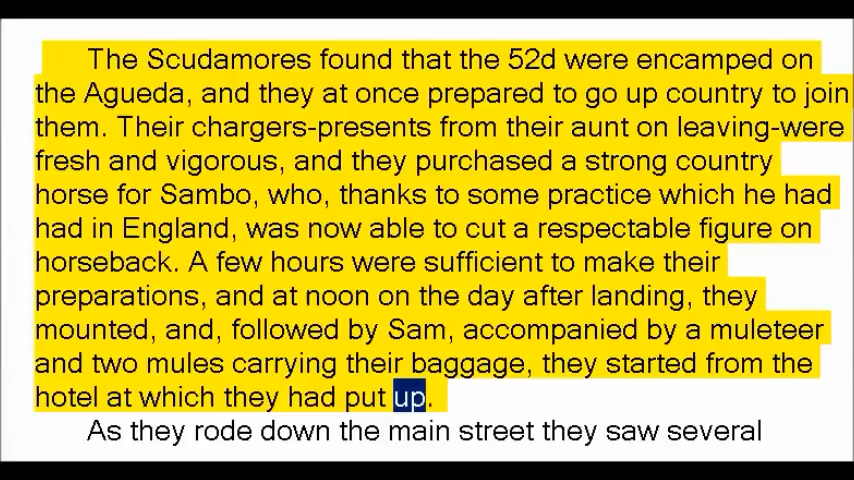 The Scudamores found that the 52d were encamped on
the Agueda, and they at once prepared to go up country to join
them. Their chargers-presents from their aunt on leaving-were
fresh and vigorous, and they purchased a strong country
horse for Sambo, who, thanks to some practice which he had
had in England, was now able to cut a respectable figure on
horseback. A few hours were sufficient to make their
preparations, and at noon on the day after landing, they
mounted, and, followed by Sam, accompanied by a muleteer
and two mules carrying their baggage, they started from the
hotel at which they had put up.
As they rode down the main street they saw several